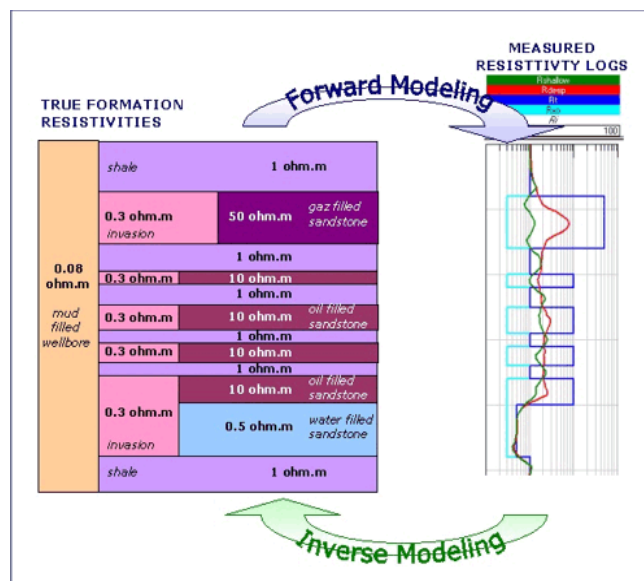 MEASURED
RESISTTIVTY LOGS
Rshallow
Rdeep
Rt
Rxo
100
Forward Modeling
TRUE FORMATION
RESISTIVITIES
shale
1 ohm.m
0.3 ohm.m
invasion
50 ohm.m
gaz filled
sandstone
1 ohm.m
0.08
ohm.m
mud
filled
wellbore
0.3 ohm.m
10 ohm.m
1 ohm.m
0.3 ohm.m
10 ohm.m
oil filled
sandstone
1 ohm.m
0.3 ohm.m
10 ohm.m
1 ohm.m
10 ohm.m
oil filled
sandstone
0.3 ohm.m
invasion
0.5 ohm.m
water filled
sandstone
shale
1 ohm.m
Inverse Modeling